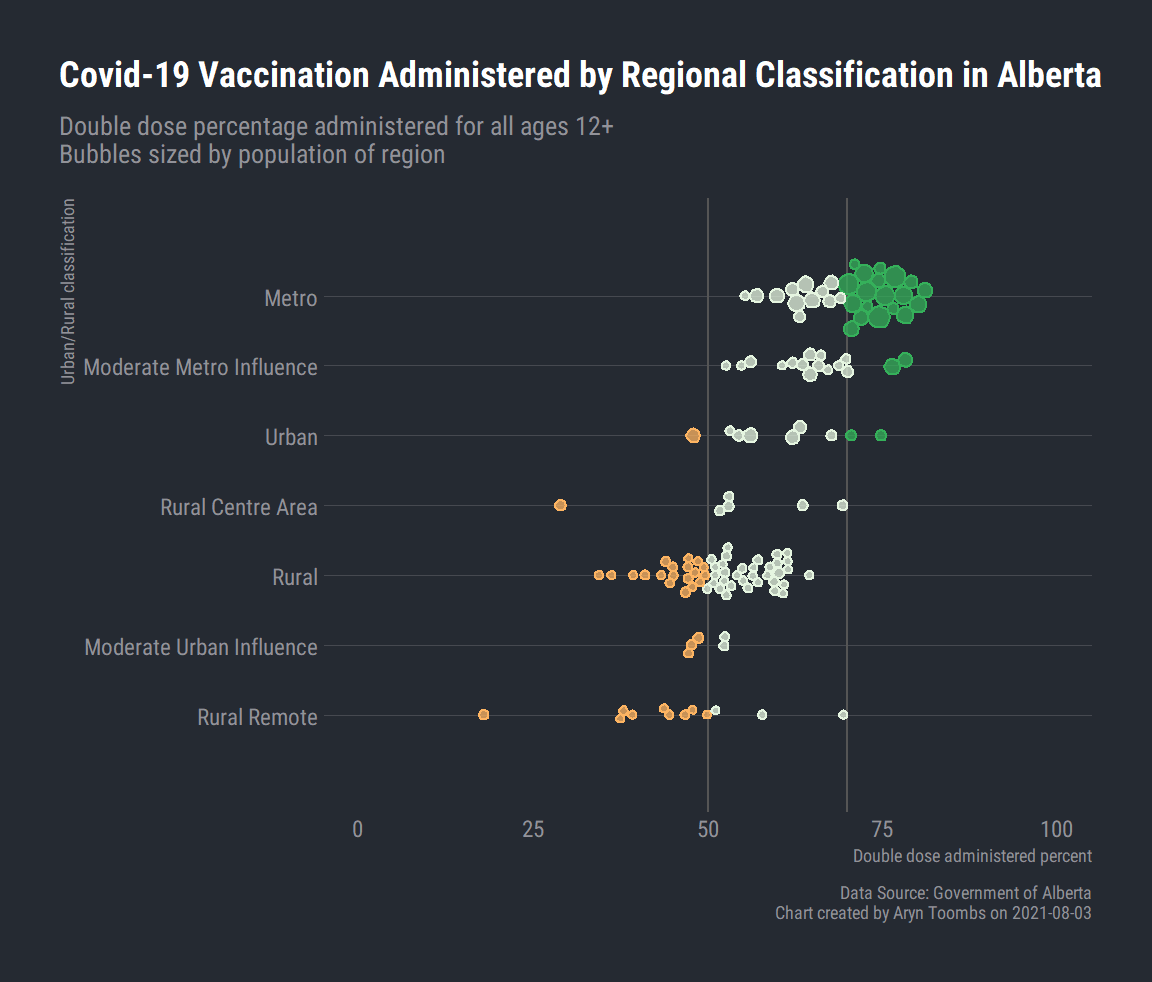 Covid-19 Vaccination Administered by Regional Classification in Alberta
Double dose percentage administered for all ages 12+
Bubbles sized by population of region
Urban/Rural classification
Metro
Moderate Metro Influence
Urban
Rural Centre Area
Rural
Moderate Urban Influence
Rural Remote
0 25 50 75 100
Double dose administered percent
Data Source: Government of Alberta
Chart created by Aryn Toombs on 2021-08-03